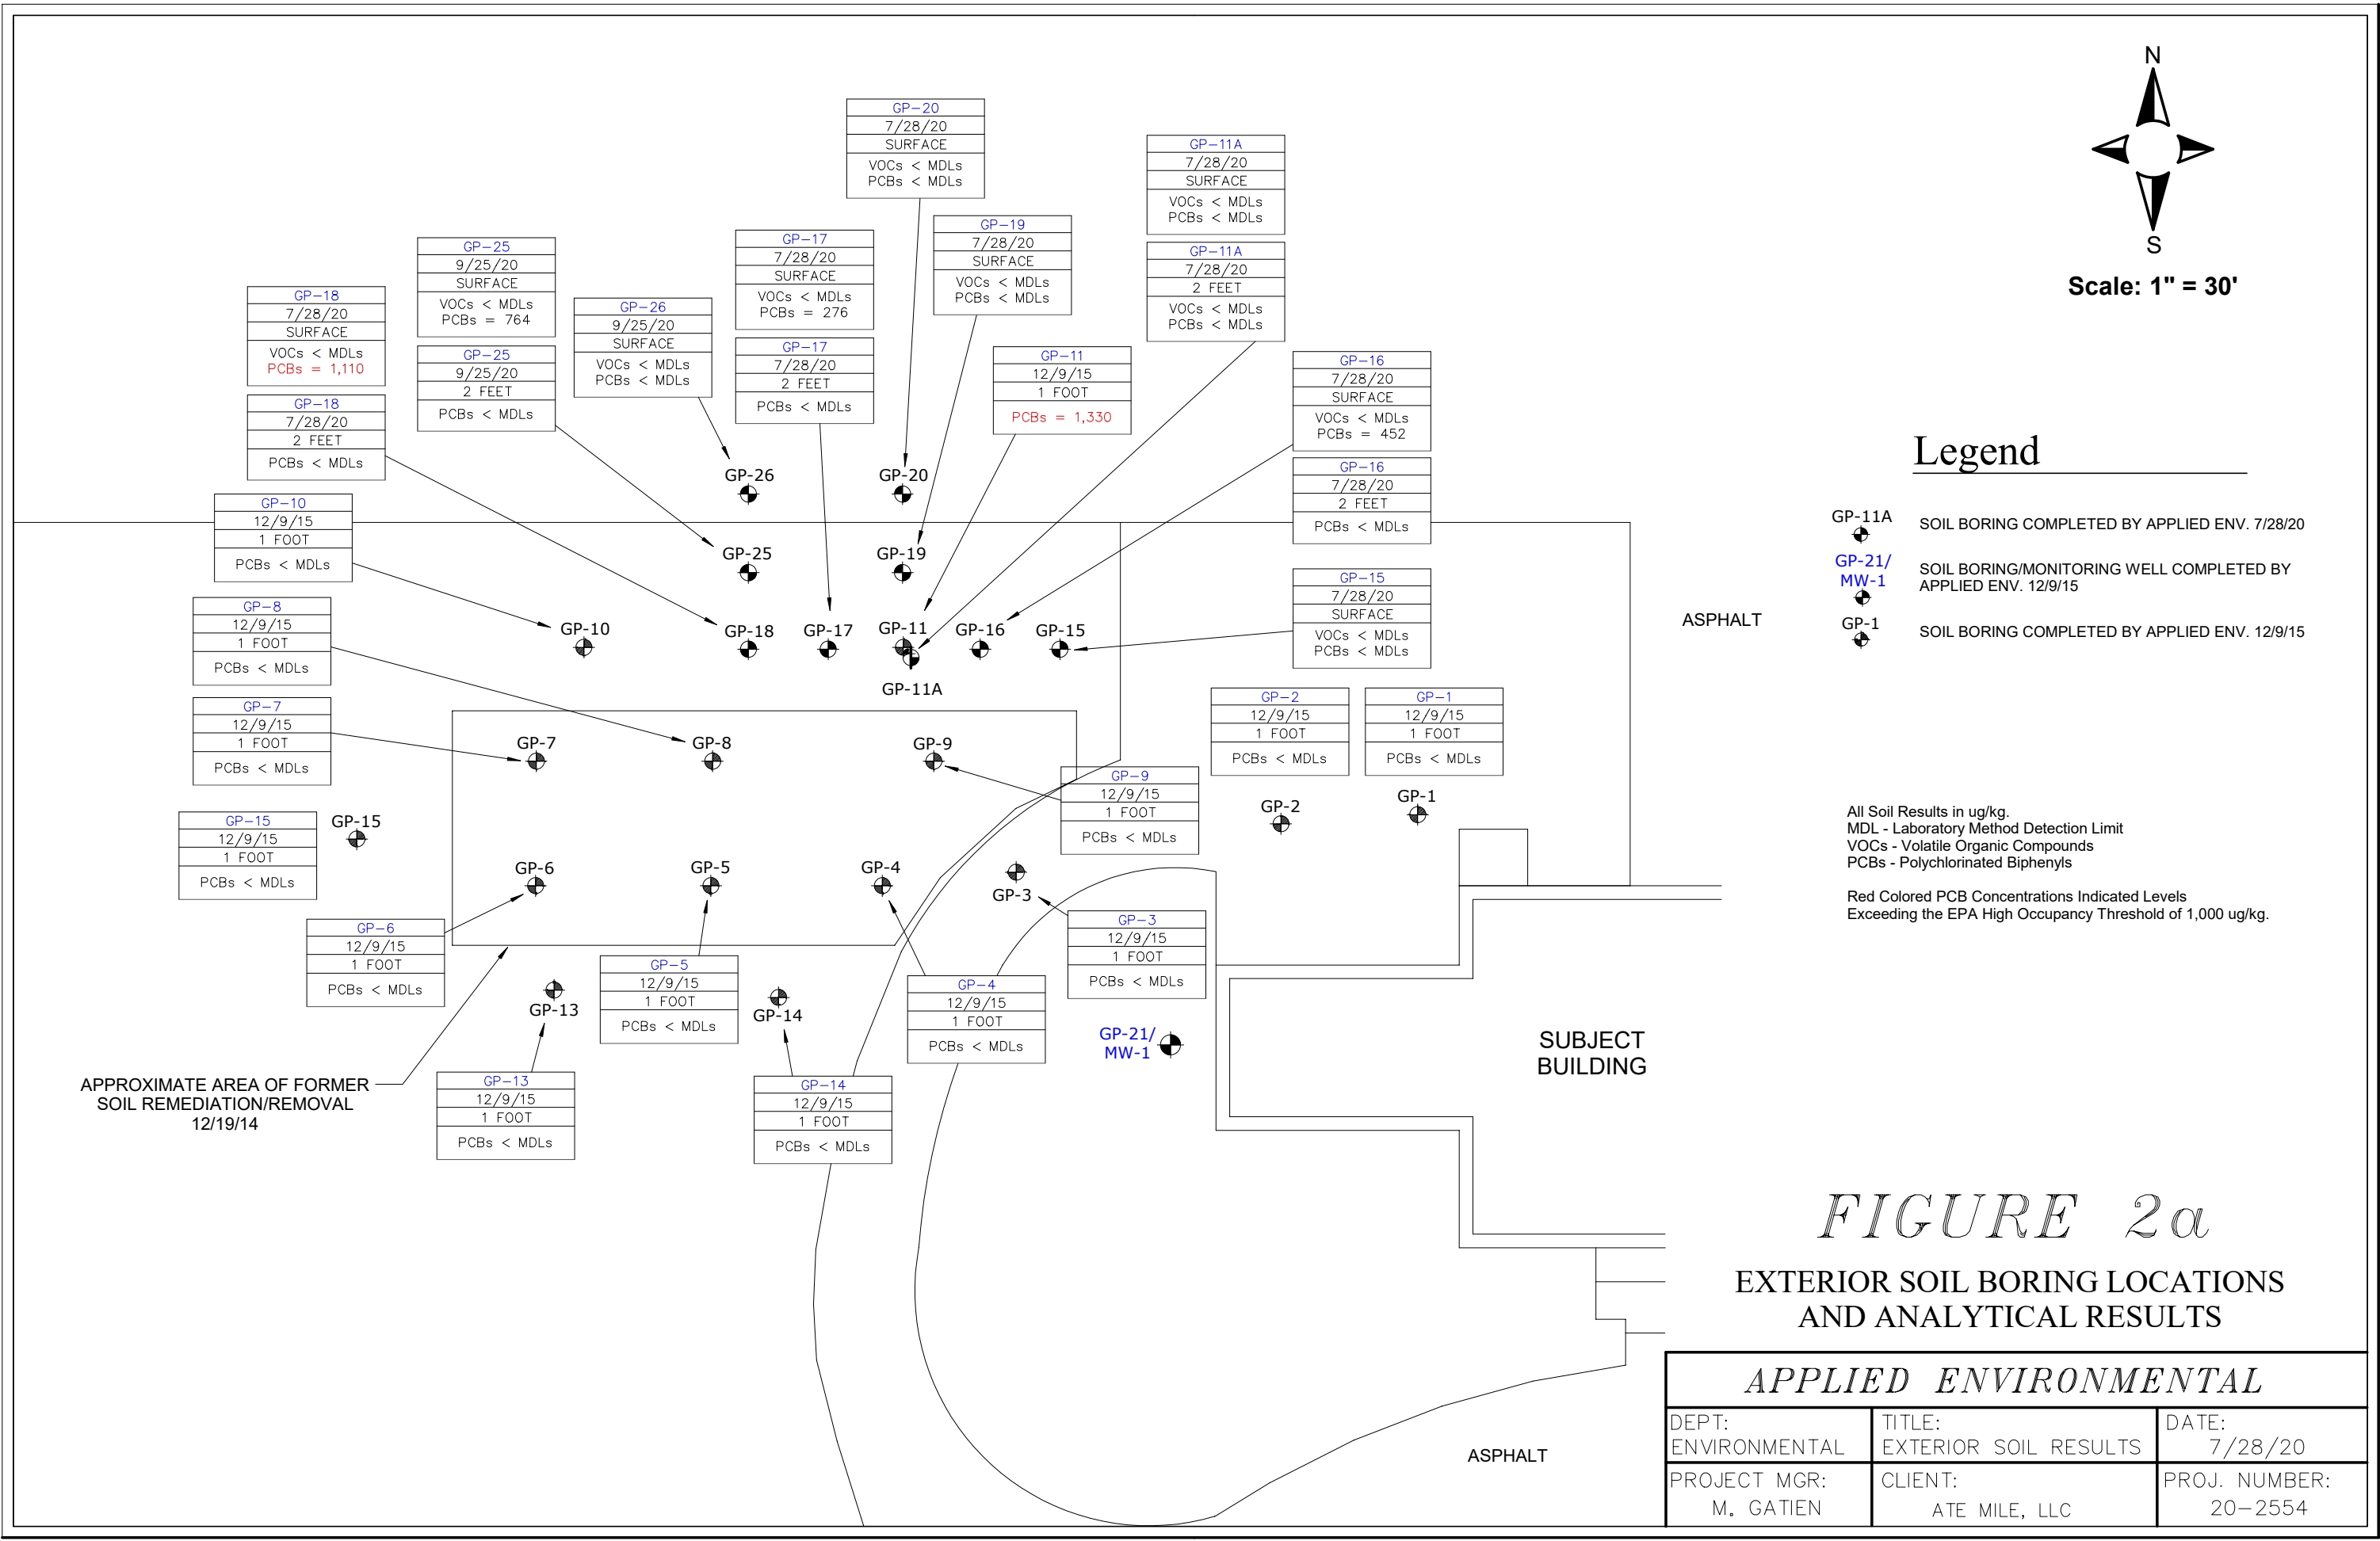 N
S
Scale: 1" = 30'
GP-20
7/28/20
SURFACE
VOCs < MDLs
PCBs < MDLs
GP-11A
7/28/20
SURFACE
VOCs < MDLs
PCBs < MDLs
GP-11A
7/28/20
2 FEET
VOCs < MDLs
PCBs < MDLs
GP-19
7/28/20
SURFACE
VOCs < MDLs
PCBs < MDLs
GP-17
7/28/20
SURFACE
VOCs < MDLs
PCBs = 276
GP-17
7/28/20
2 FEET
PCBs < MDLs
GP-25
9/25/20
SURFACE
VOCs < MDLs
PCBs = 764
GP-25
9/25/20
2 FEET
PCBs < MDLs
GP-26
9/25/20
SURFACE
VOCs < MDLs
PCBs < MDLs
GP-18
7/28/20
SURFACE
VOCs < MDLs
PCBs = 1,110
GP-18
7/28/20
2 FEET
PCBs < MDLs
GP-11
12/9/15
1 FOOT
PCBs = 1,330
GP-16
7/28/20
SURFACE
VOCs < MDLs
PCBs = 452
GP-16
7/28/20
2 FEET
PCBs < MDLs
GP-15
7/28/20
SURFACE
VOCs < MDLs
PCBs < MDLs
GP-10
12/9/15
1 FOOT
PCBs < MDLs
GP-8
12/9/15
1 FOOT
PCBs < MDLs
GP-7
12/9/15
1 FOOT
PCBs < MDLs
GP-15
12/9/15
1 FOOT
PCBs < MDLs
GP-26
GP-20
GP-25
GP-19
GP-10
GP-18
GP-17
GP-11
GP-16
GP-15
GP-11A
GP-7
GP-8
GP-9
GP-15
GP-6
GP-5
GP-4
GP-3
GP-2
GP-1
GP-2
12/9/15
1 FOOT
PCBs < MDLs
GP-1
12/9/15
1 FOOT
PCBs < MDLs
GP-9
12/9/15
1 FOOT
PCBs < MDLs
GP-3
12/9/15
1 FOOT
PCBs < MDLs
GP-6
12/9/15
1 FOOT
PCBs < MDLs
GP-5
12/9/15
1 FOOT
PCBs < MDLs
GP-4
12/9/15
1 FOOT
PCBs < MDLs
GP-13
GP-14
GP-21/
MW-1
GP-13
12/9/15
1 FOOT
PCBs < MDLs
GP-14
12/9/15
1 FOOT
PCBs < MDLs
APPROXIMATE AREA OF FORMER
SOIL REMEDIATION/REMOVAL
12/19/14
ASPHALT
SUBJECT
BUILDING
ASPHALT
Legend
GP-11A
SOIL BORING COMPLETED BY APPLIED ENV. 7/28/20
GP-21/
MW-1
SOIL BORING/MONITORING WELL COMPLETED BY
APPLIED ENV. 12/9/15
GP-1
SOIL BORING COMPLETED BY APPLIED ENV. 12/9/15
All Soil Results in ug/kg.
MDL - Laboratory Method Detection Limit
VOCs - Volatile Organic Compounds
PCBs - Polychlorinated Biphenyls
Red Colored PCB Concentrations Indicated Levels
Exceeding the EPA High Occupancy Threshold of 1,000 ug/kg.
FIGURE 2a
EXTERIOR SOIL BORING LOCATIONS
AND ANALYTICAL RESULTS
APPLIED ENVIRONMENTAL
DEPT:
ENVIRONMENTAL
TITLE:
EXTERIOR SOIL RESULTS
DATE:
7/28/20
PROJECT MGR:
M. GATIEN
CLIENT:
ATE MILE, LLC
PROJ. NUMBER:
20-2554